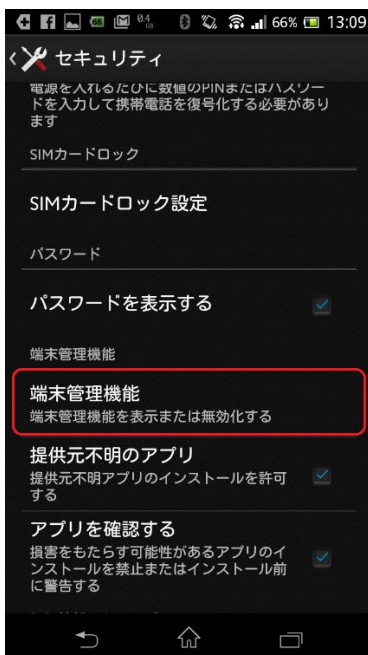 66
0.4
GB
66%
13:09
セキュリティ
電源を入れるたびに数値のPINまたはパスワー
ドを入力して携帯電話を復号化する必要があり
ます
SIMカードロック
SIMカードロック設定
パスワード
パスワードを表示する
端末管理機能
端末管理機能
端末管理機能を表示または無効化する
提供元不明のアプリ
提供元不明アプリのインストールを許可
する
アプリを確認する
損害をもたらす可能性があるアプリのイ
ンストールを禁止またはインストール前
に警告する